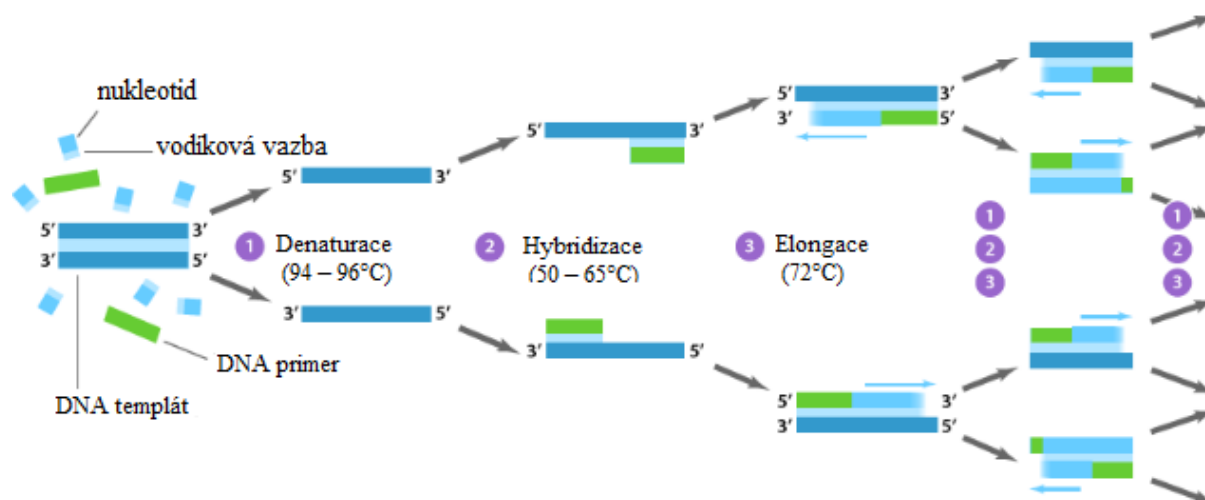 nukleotid
vodíková vazba
5′ 3′
3′ 5′
DNA primer
DNA templát
5′ 3′
1 Denaturace
(94 – 96°C)
3′ 5′
5′ 3′
2 Hybridizace
(50 – 65°C)
3′ 5′
5′ 3′
3′ 5′
3 Elongace
(72°C)
5′ 3′
3′ 5′
1
2
3
1
2
3